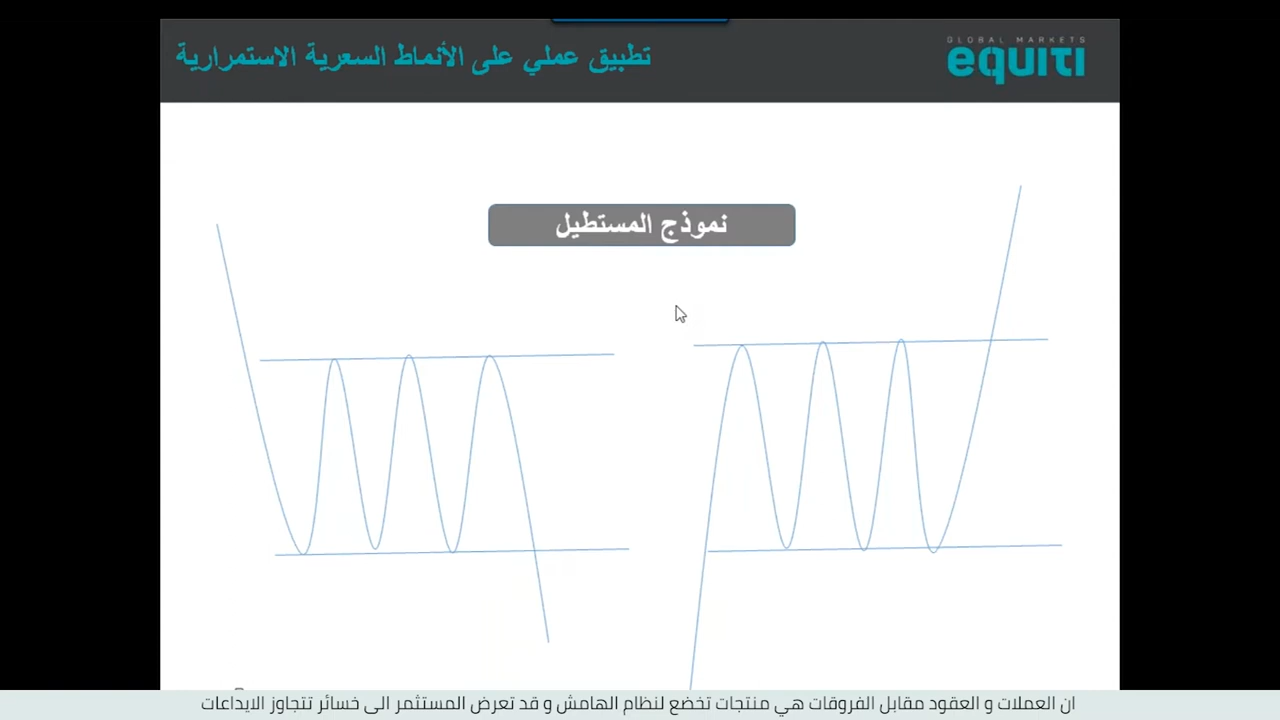 تطبيق عملي على الأنماط السعرية الاستمرارية
GLOBAL MARKETS
equiti
نموذج المستطيل
ان العملات و العقود مقابل الفروقات هي منتجات تخضع لنظام الهامش و قد تعرض المستثمر الى خسائر تتجاوز الايداعات